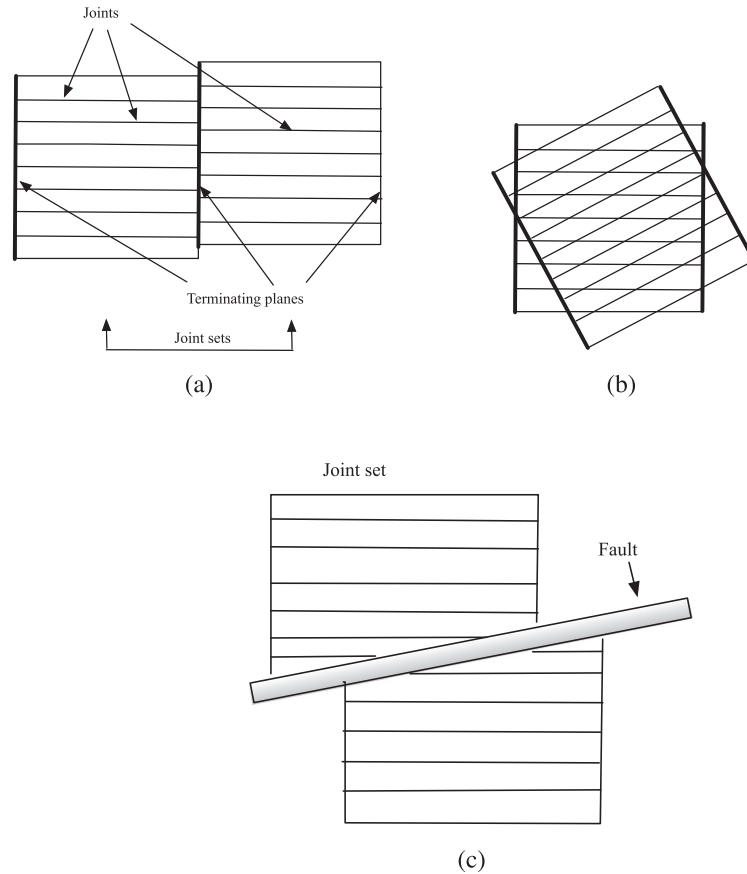 Joints
Terminating planes
Joint sets
(a)
(b)
Joint set
Fault
(c)